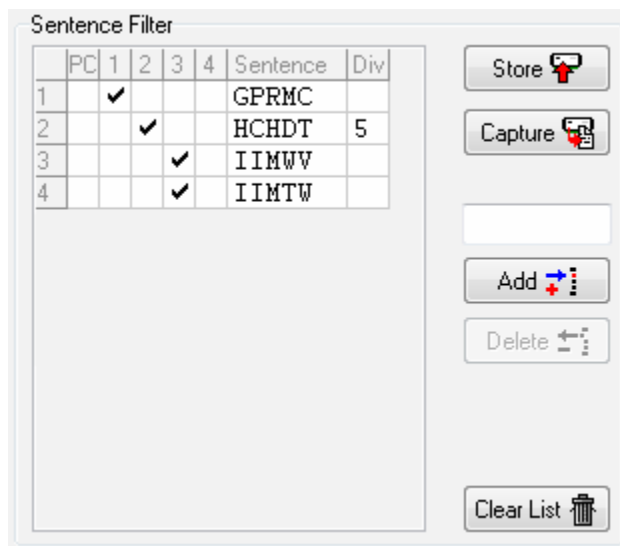 Sentence Filter
PC 1 2 3 4 Sentence Div
1 ✔ GPRMC
2 ✔ HCHDT 5
3 ✔ IIMWV
4 ✔ IIMTW
Store
Capture
Add
Delete
Clear List